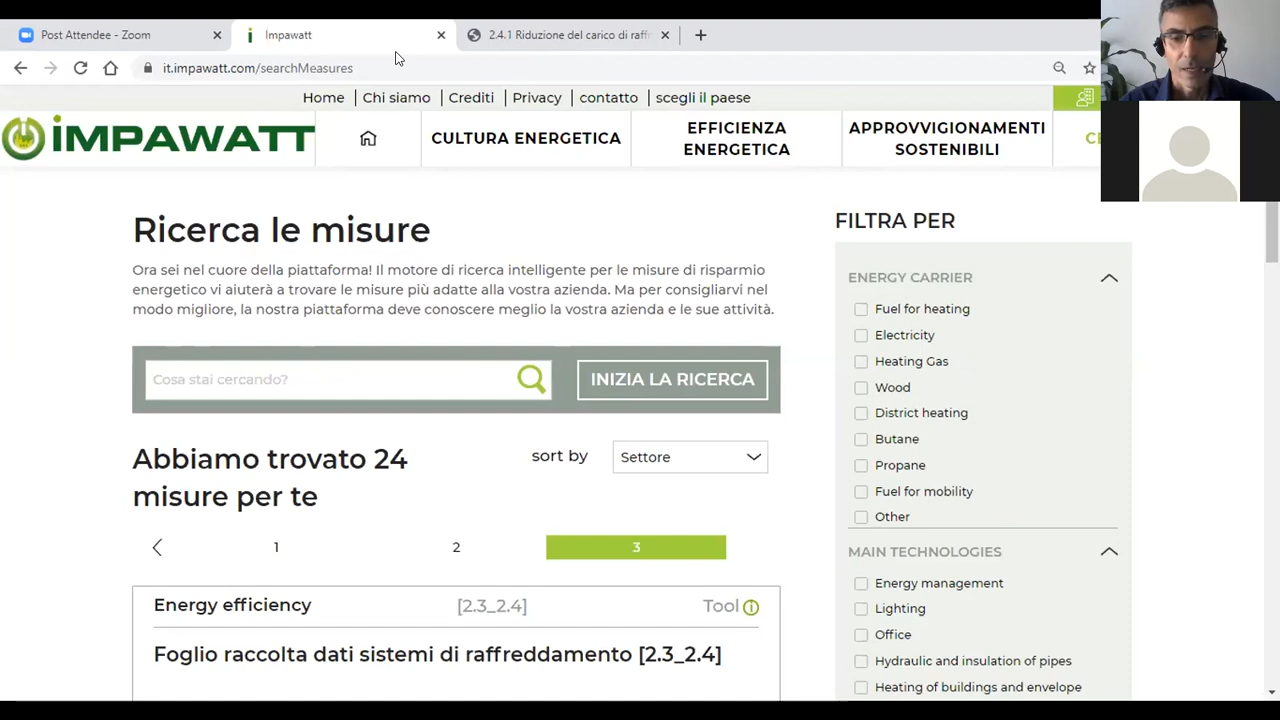 Post Attendee - Zoom
Impawatt
2.4.1 Riduzione del carico di raff
it.impawatt.com/searchMeasures
Home | Chi siamo | Crediti | Privacy | contatto | scegli il paese
IMPAWATT
CULTURA ENERGETICA
EFFICIENZA
ENERGETICA
APPROVVIGIONAMENTI
SOSTENIBILI
Ricerca le misure
Ora sei nel cuore della piattaforma! Il motore di ricerca intelligente per le misure di risparmio
energetico vi aiuterà a trovare le misure più adatte alla vostra azienda. Ma per consigliarvi nel
modo migliore, la nostra piattaforma deve conoscere meglio la vostra azienda e le sue attività.
Cosa stai cercando?
INIZIA LA RICERCA
Abbiamo trovato 24
misure per te
sort by
Settore
1
2
3
Energy efficiency
[2.3_2.4]
Tool
Foglio raccolta dati sistemi di raffreddamento [2.3_2.4]
FILTRA PER
ENERGY CARRIER
Fuel for heating
Electricity
Heating Gas
Wood
District heating
Butane
Propane
Fuel for mobility
Other
MAIN TECHNOLOGIES
Energy management
Lighting
Office
Hydraulic and insulation of pipes
Heating of buildings and envelope